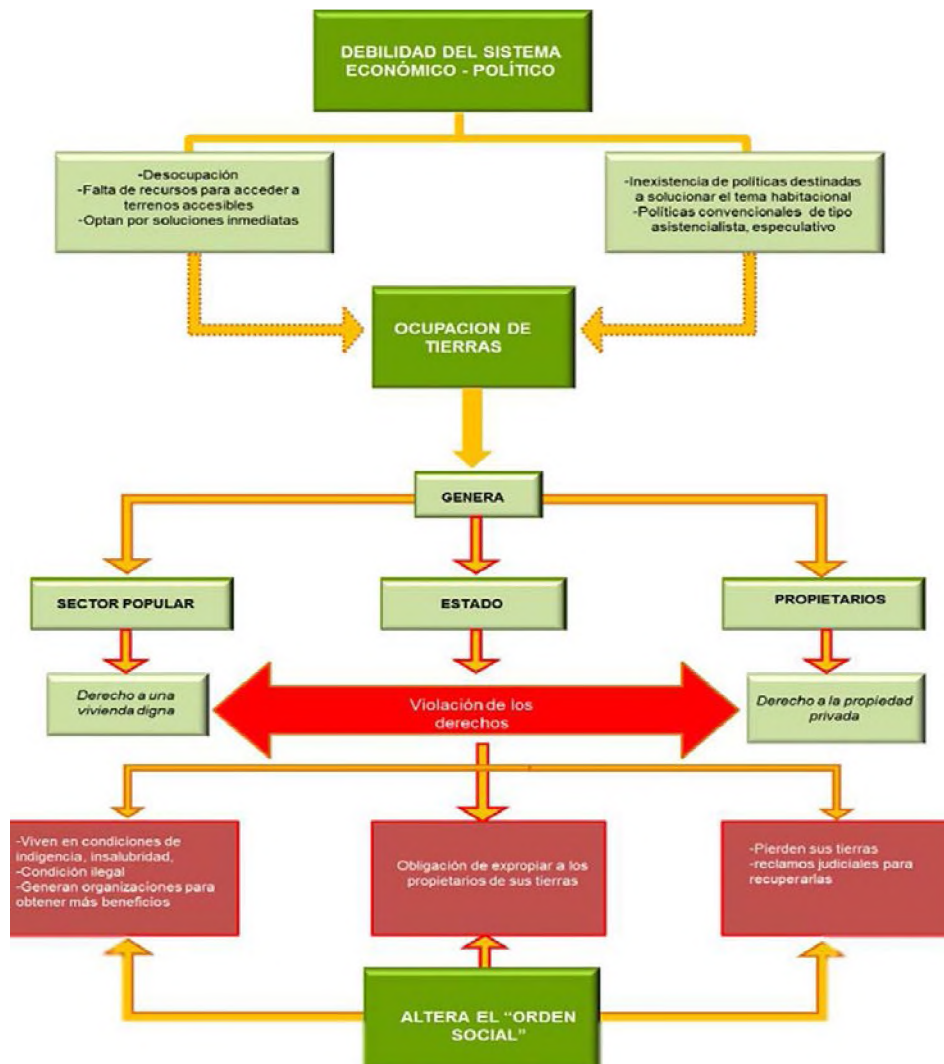 DEBILIDAD DEL SISTEMA
ECONÓMICO - POLÍTICO
-Desocupación
-Falta de recursos para acceder a
terrenos accesibles
-Optan por soluciones inmediatas
-Inexistencia de políticas destinadas
a solucionar el tema habitacional
-Políticas convencionales de tipo
asistencialista, especulativo
OCUPACION DE
TIERRAS
GENERA
SECTOR POPULAR
ESTADO
PROPIETARIOS
Derecho a una
vivienda digna
Violación de los
derechos
Derecho a la propiedad
privada
-Viven en condiciones de
indigencia, insalubridad,
-Condición ilegal
-Generan organizaciones para
obtener más beneficios
Obligación de expropiar a los
propietarios de sus tierras
-Pierden sus tierras
-reclamos judiciales para
recuperarlas
ALTERA EL “ORDEN
SOCIAL”